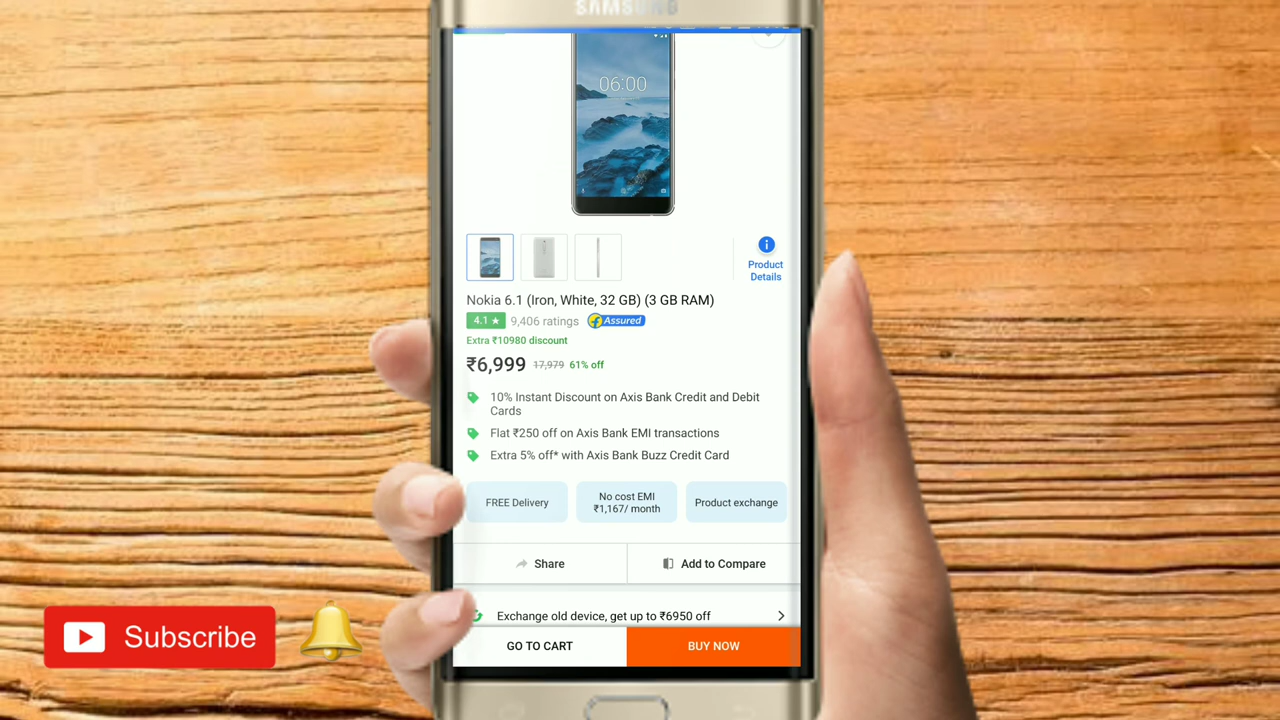 SAMSUNG
06:00
Product
Details
Nokia 6.1 (Iron, White, 32 GB) (3 GB RAM)
4.1 ★ 9,406 ratings f Assured
Extra ₹10980 discount
₹6,999 17,979 61% off
10% Instant Discount on Axis Bank Credit and Debit
Cards
Flat ₹250 off on Axis Bank EMI transactions
Extra 5% off* with Axis Bank Buzz Credit Card
FREE Delivery
No cost EMI
₹1,167/ month
Product exchange
Share
Add to Compare
Exchange old device, get up to ₹6950 off
GO TO CART
BUY NOW
Subscribe